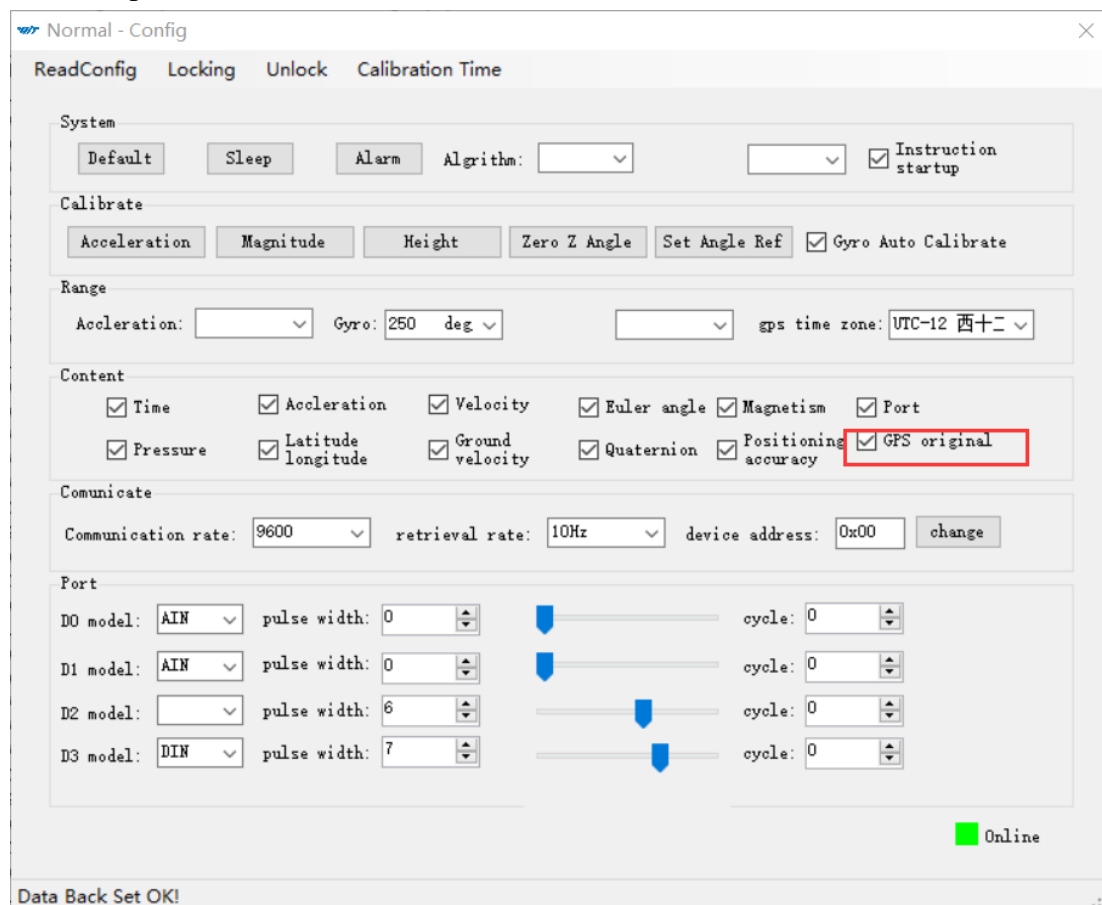 WIT Normal - Config
ReadConfig Locking Unlock Calibration Time
System
Default Sleep Alarm Algrithm: Instruction startup
Calibrate
Acceleration Magnitude Height Zero Z Angle Set Angle Ref Gyro Auto Calibrate
Range
Accleration: Gyro: 250 deg gps time zone: UTC-12 西十二
Content
Time Accleration Velocity Euler angle Magnetism Port
Pressure Latitude longitude Ground velocity Quaternion Positioning accuracy GPS original
Comunicate
Communication rate: 9600 retrieval rate: 10Hz device address: 0x00 change
Port
D0 model: AIN pulse width: 0 cycle: 0
D1 model: AIN pulse width: 0 cycle: 0
D2 model: pulse width: 6 cycle: 0
D3 model: DIN pulse width: 7 cycle: 0
Online
Data Back Set OK!